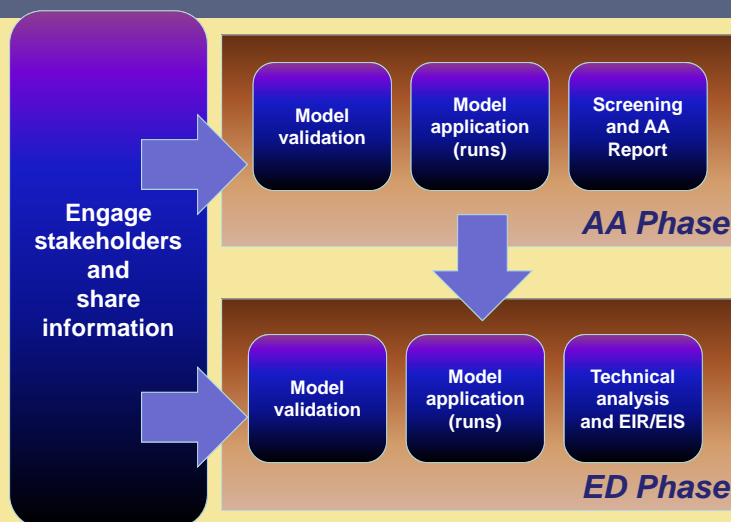 Engage
stakeholders
and
share
information
Model
validation
Model
application
(runs)
Screening
and AA
Report
AA Phase
Model
validation
Model
application
(runs)
Technical
analysis
and EIR/EIS
ED Phase